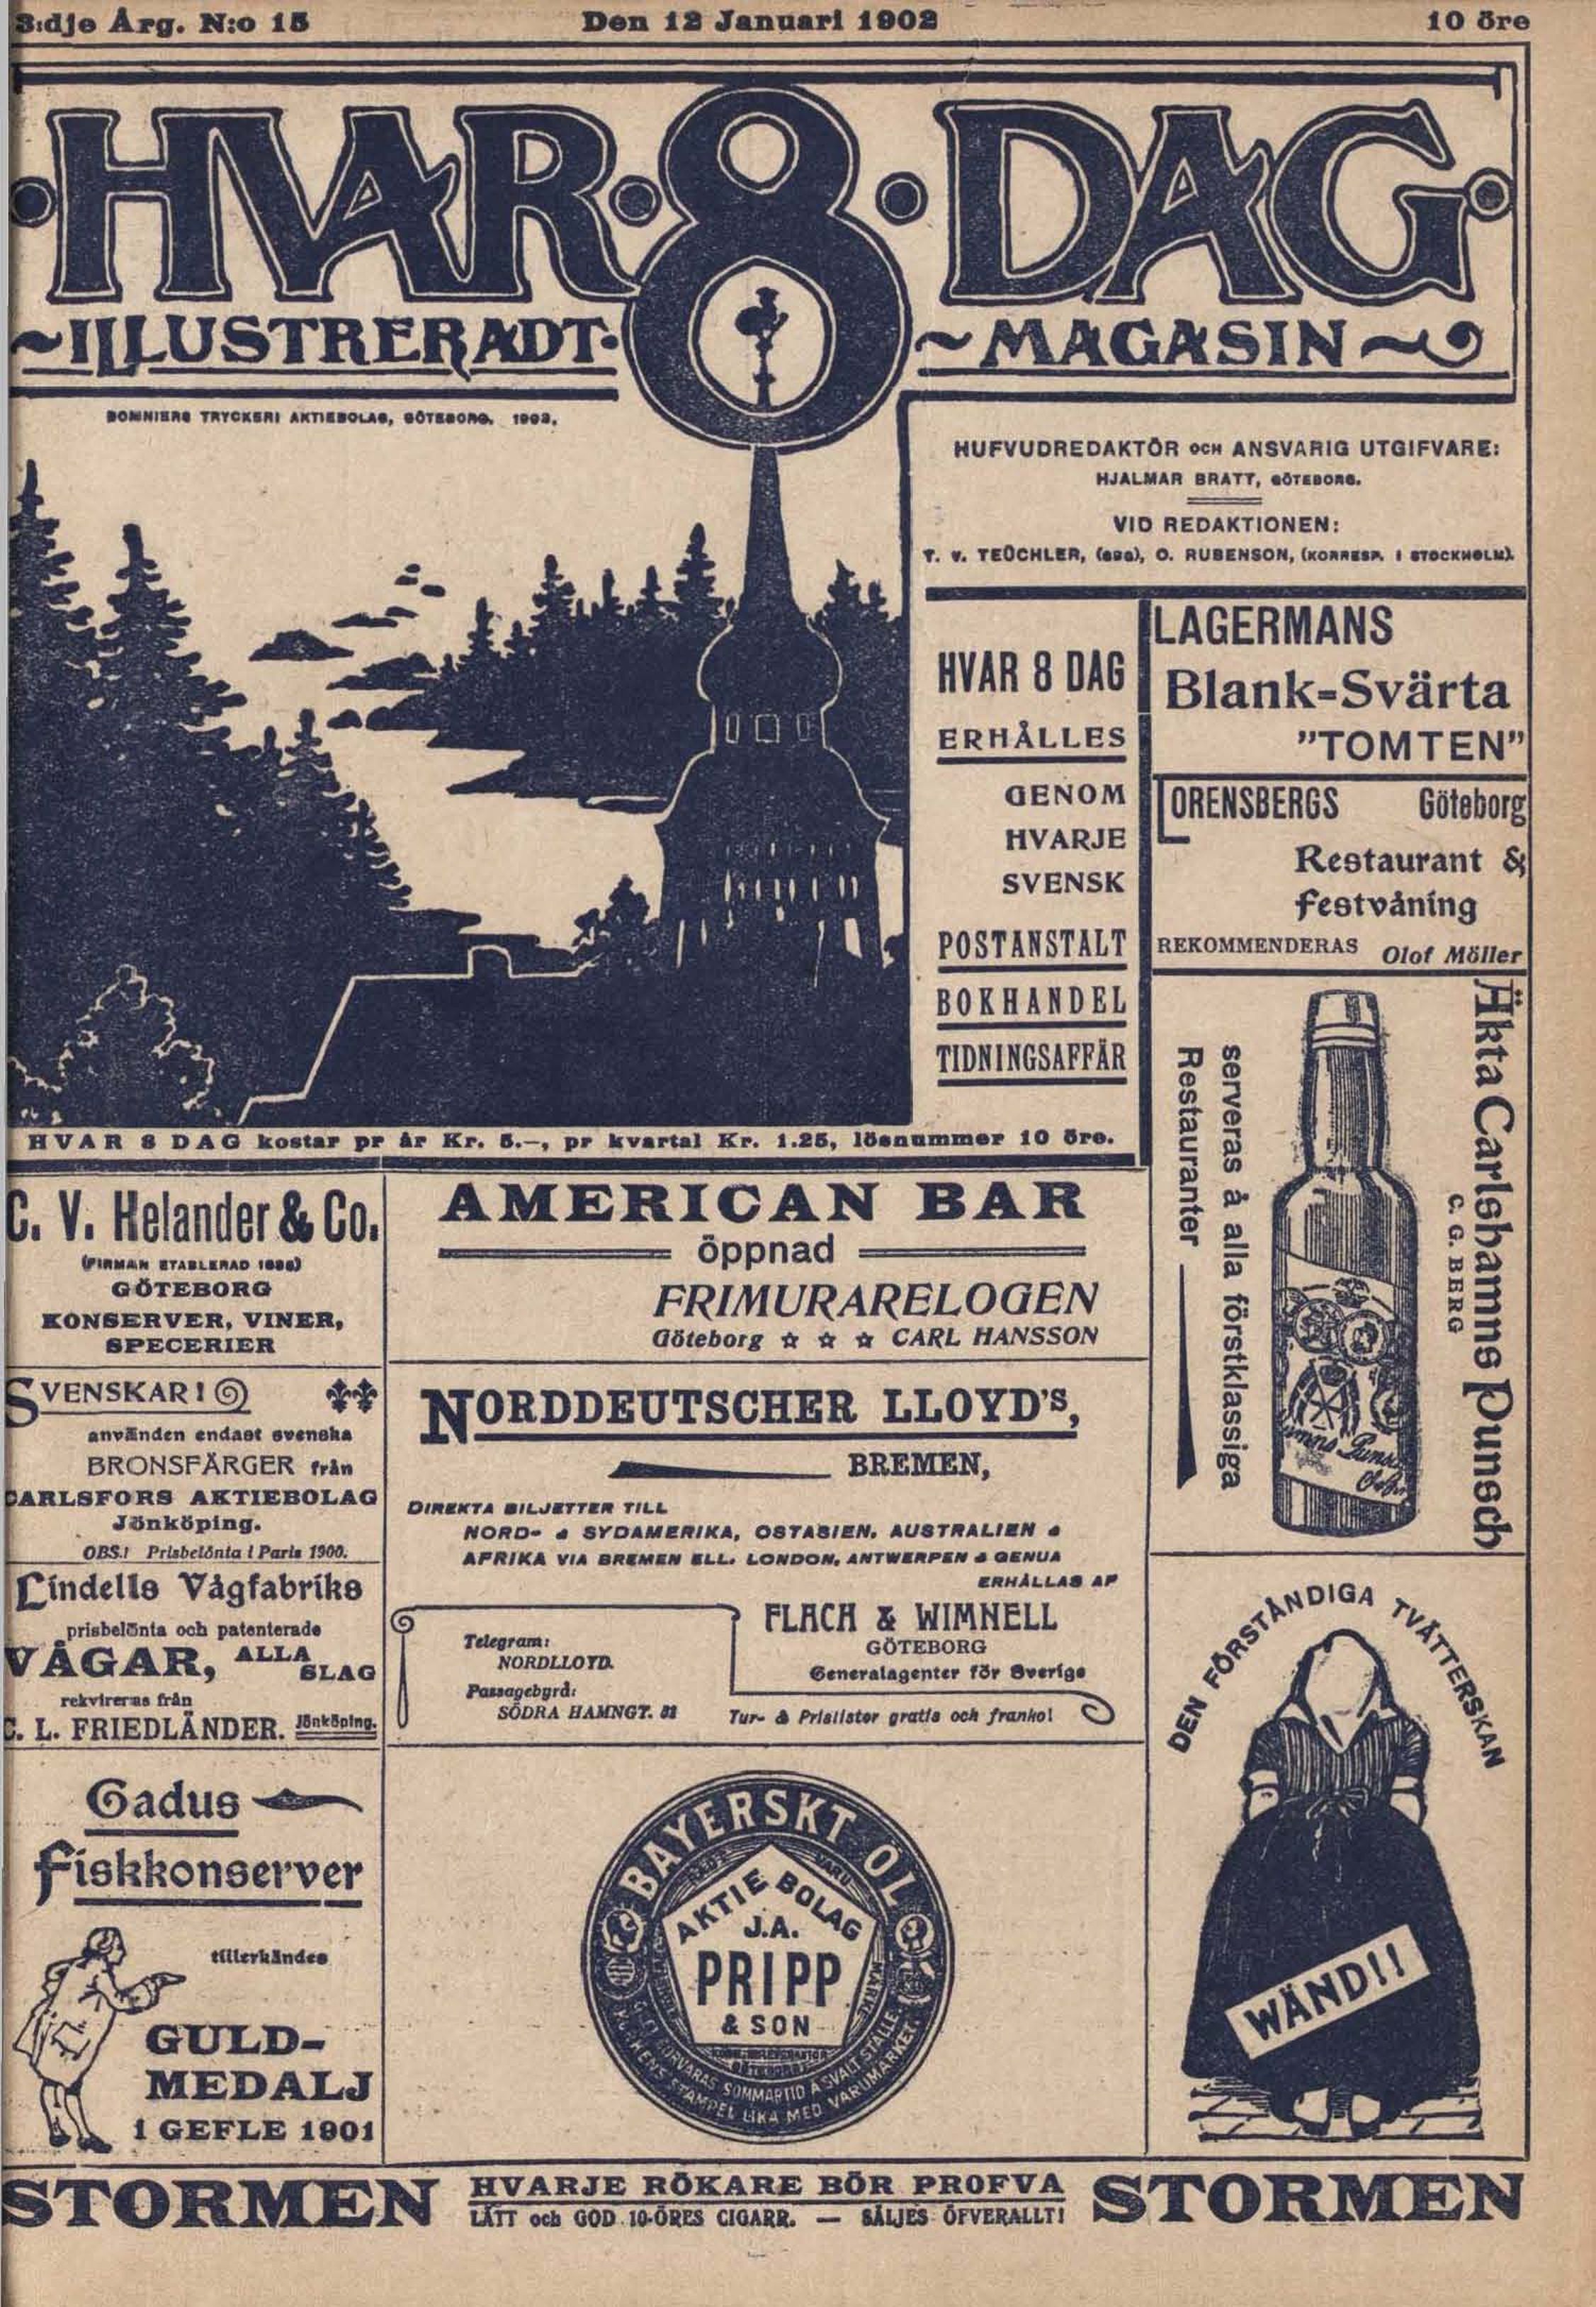 3:dje Årg. N:o 15
Den 12 Januari 1902
10 öre
HVAR 8 DAG
ILLUSTRERADT MAGASIN
BONNIERS TRYCKERI AKTIEBOLAG, GÖTEBORG. 1902.
HUFVUDREDAKTÖR OCH ANSVARIG UTGIFVARE:
HJALMAR BRATT, GÖTEBORG.
VID REDAKTIONEN:
O. RUBENSON, (KORRESP. I STOCKHOLM).
HVAR 8 DAG
ERHÅLLES
GENOM
HVARJE
SVENSK
POSTANSTALT
BOKHANDEL
TIDNINGSAFFÄR
HVAR 8 DAG kostar pr år Kr. 5.—, pr kvartal Kr. 1.25, lösnummer 10 öre.
LAGERMANS
Blank-Svärta
"TOMTEN"
LORENSBERGS Göteborg
Restaurant &
festvåning
REKOMMENDERAS Olof Möller
Äkta Carlshamns Punsch
C. G. BERG
serveras å alla förstklassiga
Restauranter
C. V. Helander & Co.
(FIRMAN ETABLERAD
GÖTEBORG
KONSERVER, VINER,
SPECERIER
AMERICAN BAR
öppnad
FRIMURARELOGEN
Göteborg ☆ ☆ ☆ CARL HANSSON
SVENSKAR!
använden endast svenska
BRONSFÄRGER från
CARLSFORS AKTIEBOLAG
Jönköping.
OBS.! Prisbelönta i Paris 1900.
NORDDEUTSCHER LLOYD's,
BREMEN,
DIREKTA BILJETTER TILL
NORD- & SYDAMERIKA, OSTASIEN, AUSTRALIEN &
AFRIKA VIA BREMEN ELL. LONDON, ANTWERPEN & GENUA
ERHÅLLAS AF
FLACH & WIMNELL
GÖTEBORG
Generalagenter för Sverige
Telegram:
NORDLLOYD.
Passagebyrå:
SÖDRA HAMNGT.
Tur- & Prislistor gratis och franko!
Lindells Vågfabriks
prisbelönta och patenterade
VÅGAR, ALLA SLAG
rekvireras från
C. L. FRIEDLÄNDER. Jönköping.
Gadus
Fiskkonserver
tillerkändes
GULD-
MEDALJ
i GEFLE 1901
BAYERSKT ÖL
AKTIE BOLAG
J.A.
PRIPP
& SON
GÖTEBORG
FÖRVARAS SOMMARTID Å SVALT STÄLLE
LIKA MED VARUMÄRKET
DEN FÖRSTÅNDIGA TVÄTTERSKAN
WÄND!!
STORMEN
HVARJE RÖKARE BÖR PROFVA
LÄTT och GOD 10-ÖRES CIGARR. — SÄLJES ÖFVERALLT!
STORMEN